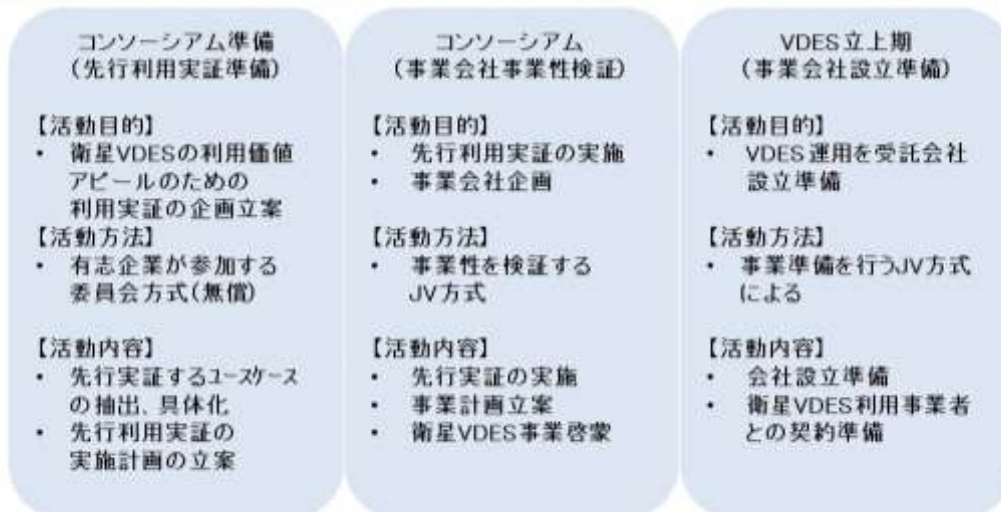 コンソーシアム準備
(先行利用実証準備)
【活動目的】
・ 衛星VDESの利用価値
アピールのための
利用実証の企画立案
【活動方法】
・ 有志企業が参加する
委員会方式(無償)
【活動内容】
・ 先行実証するユースケース
の抽出、具体化
・ 先行利用実証の
実施計画の立案
コンソーシアム
(事業会社事業性検証)
【活動目的】
・ 先行利用実証の実施
・ 事業会社企画
【活動方法】
・ 事業性を検証する
JV方式
【活動内容】
・ 先行実証の実施
・ 事業計画立案
・ 衛星VDES事業啓蒙
VDES立上期
(事業会社設立準備)
【活動目的】
・ VDES運用を受託会社
設立準備
【活動方法】
・ 事業準備を行うJV方式
による
【活動内容】
・ 会社設立準備
・ 衛星VDES利用事業者
との契約準備